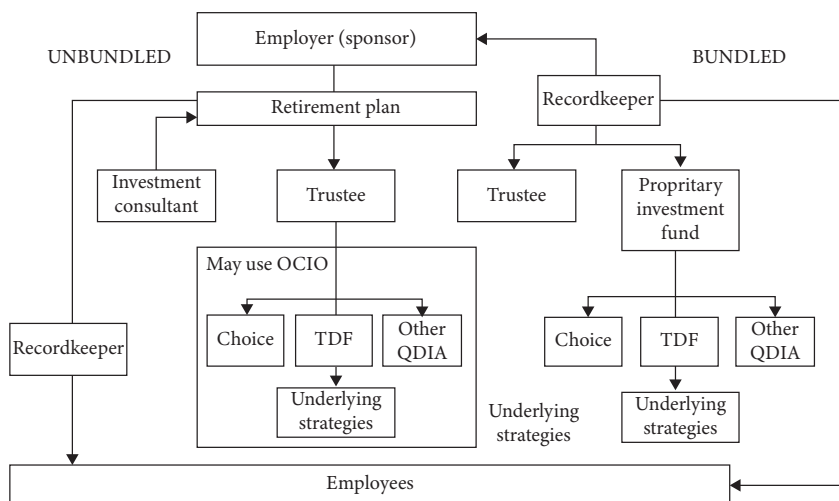 Employer (sponsor)
UNBUNDLED
BUNDLED
Retirement plan
Recordkeeper
Investment
consultant
Trustee
Trustee
Propritary
investment
fund
May use OCIO
Choice
TDF
Other
QDIA
Choice
TDF
Other
QDIA
Recordkeeper
Underlying
strategies
Underlying
strategies
Underlying
strategies
Employees